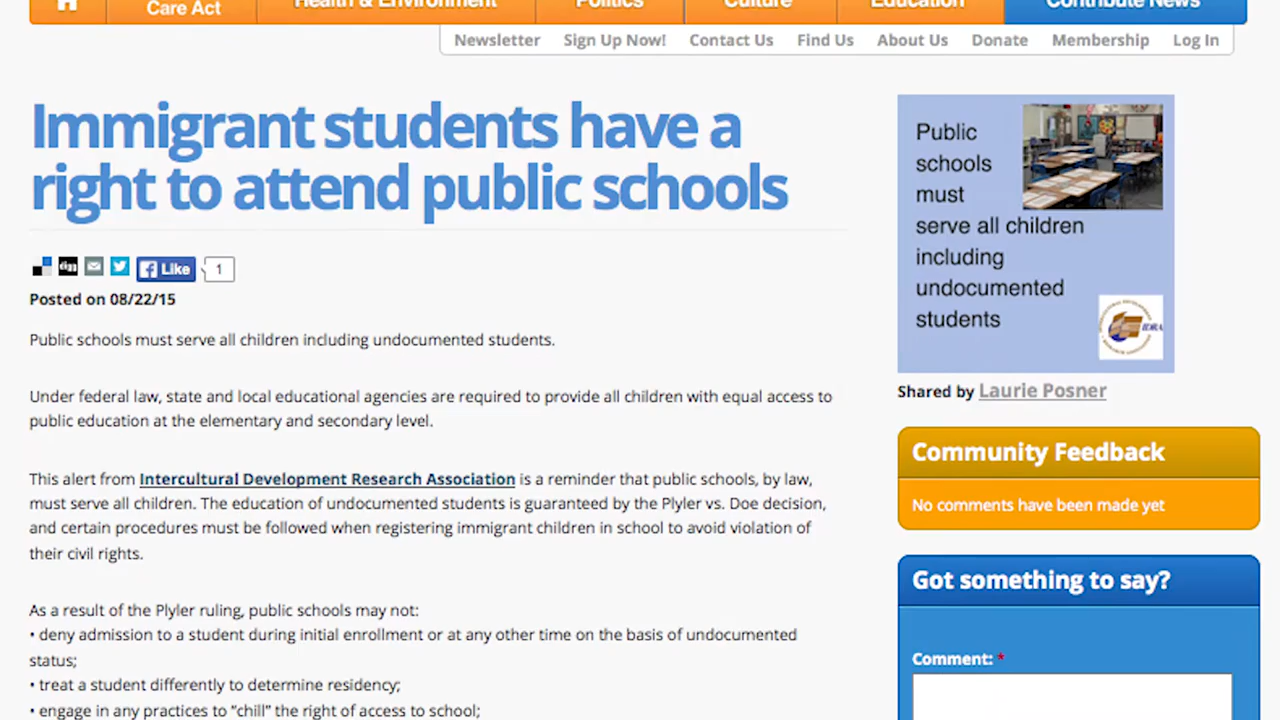 Care Act
Health & Environment
Politics
Culture
Education
Contribute News
Newsletter Sign Up Now! Contact Us Find Us About Us Donate Membership Log In
Immigrant students have a
right to attend public schools
digg
Like
1
Posted on 08/22/15
Public schools must serve all children including undocumented students.
Under federal law, state and local educational agencies are required to provide all children with equal access to
public education at the elementary and secondary level.
This alert from Intercultural Development Research Association is a reminder that public schools, by law,
must serve all children. The education of undocumented students is guaranteed by the Plyler vs. Doe decision,
and certain procedures must be followed when registering immigrant children in school to avoid violation of
their civil rights.
As a result of the Plyler ruling, public schools may not:
• deny admission to a student during initial enrollment or at any other time on the basis of undocumented
status;
• treat a student differently to determine residency;
• engage in any practices to “chill” the right of access to school;
Public
schools
must
serve all children
including
undocumented
students
IDRA
Shared by Laurie Posner
Community Feedback
No comments have been made yet
Got something to say?
Comment: *